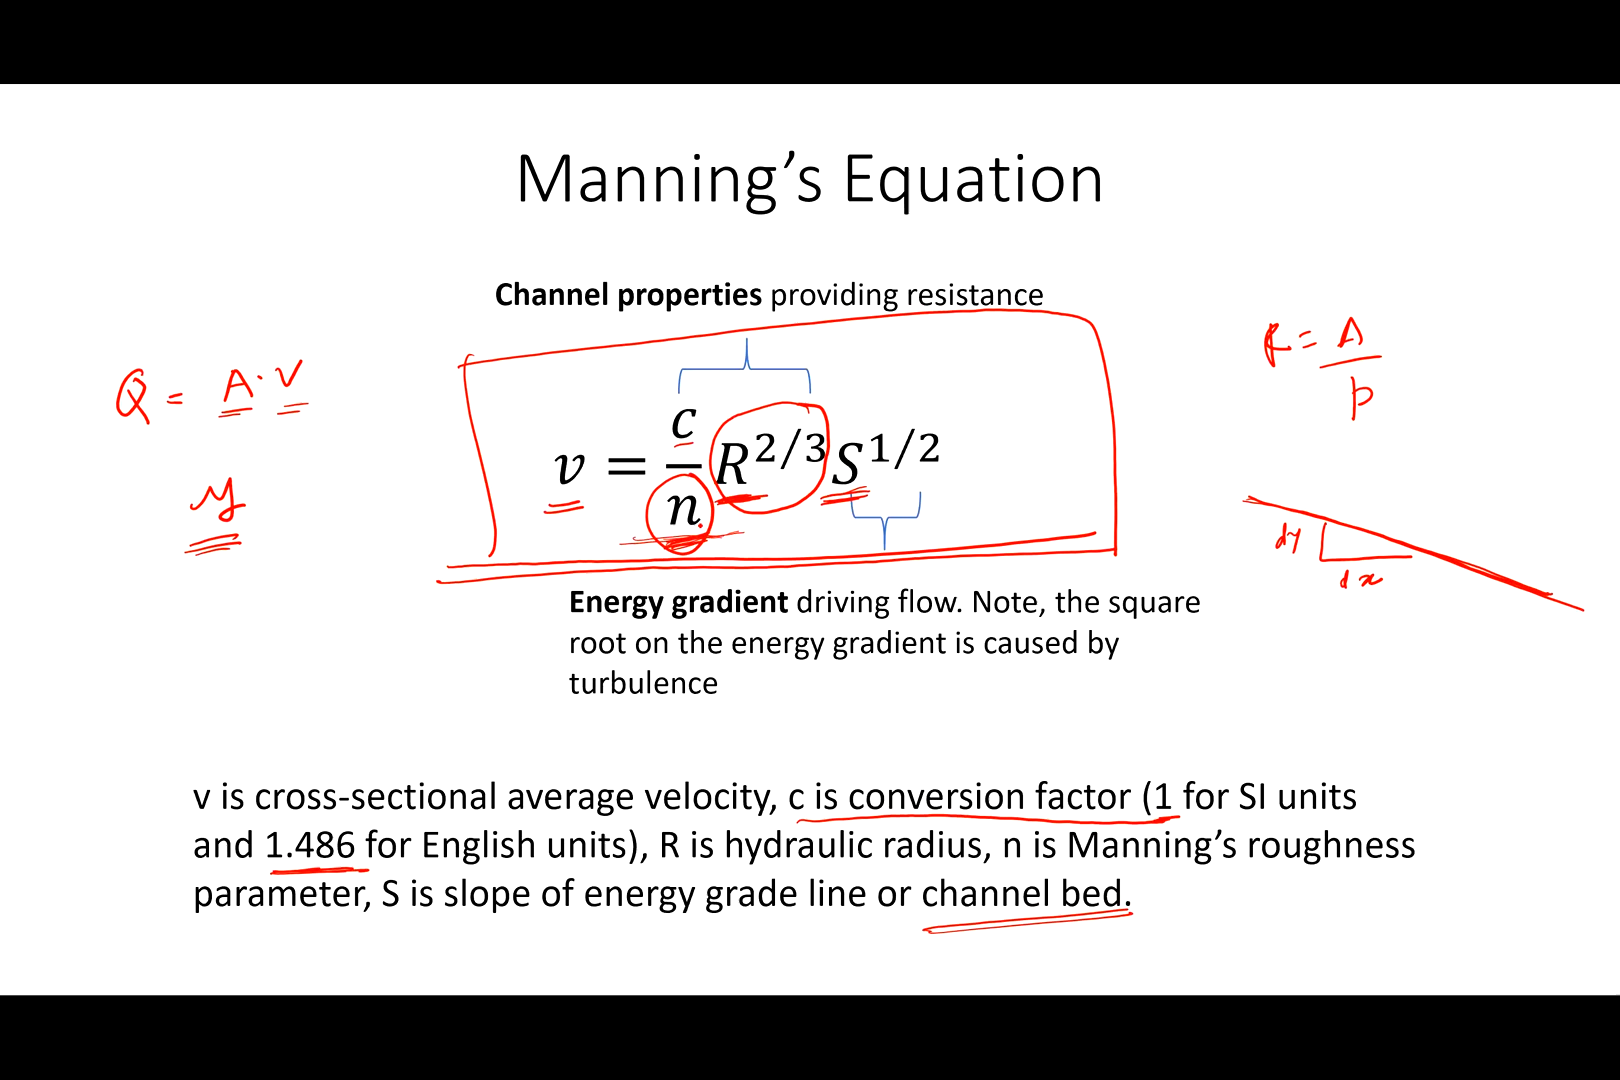 Manning’s Equation
Channel properties providing resistance
Q = A · V
y
v = c/n R^2/3 S^1/2
R = A/P
dy
dx
Energy gradient driving flow. Note, the square
root on the energy gradient is caused by
turbulence
v is cross-sectional average velocity, c is conversion factor (1 for SI units
and 1.486 for English units), R is hydraulic radius, n is Manning’s roughness
parameter, S is slope of energy grade line or channel bed.